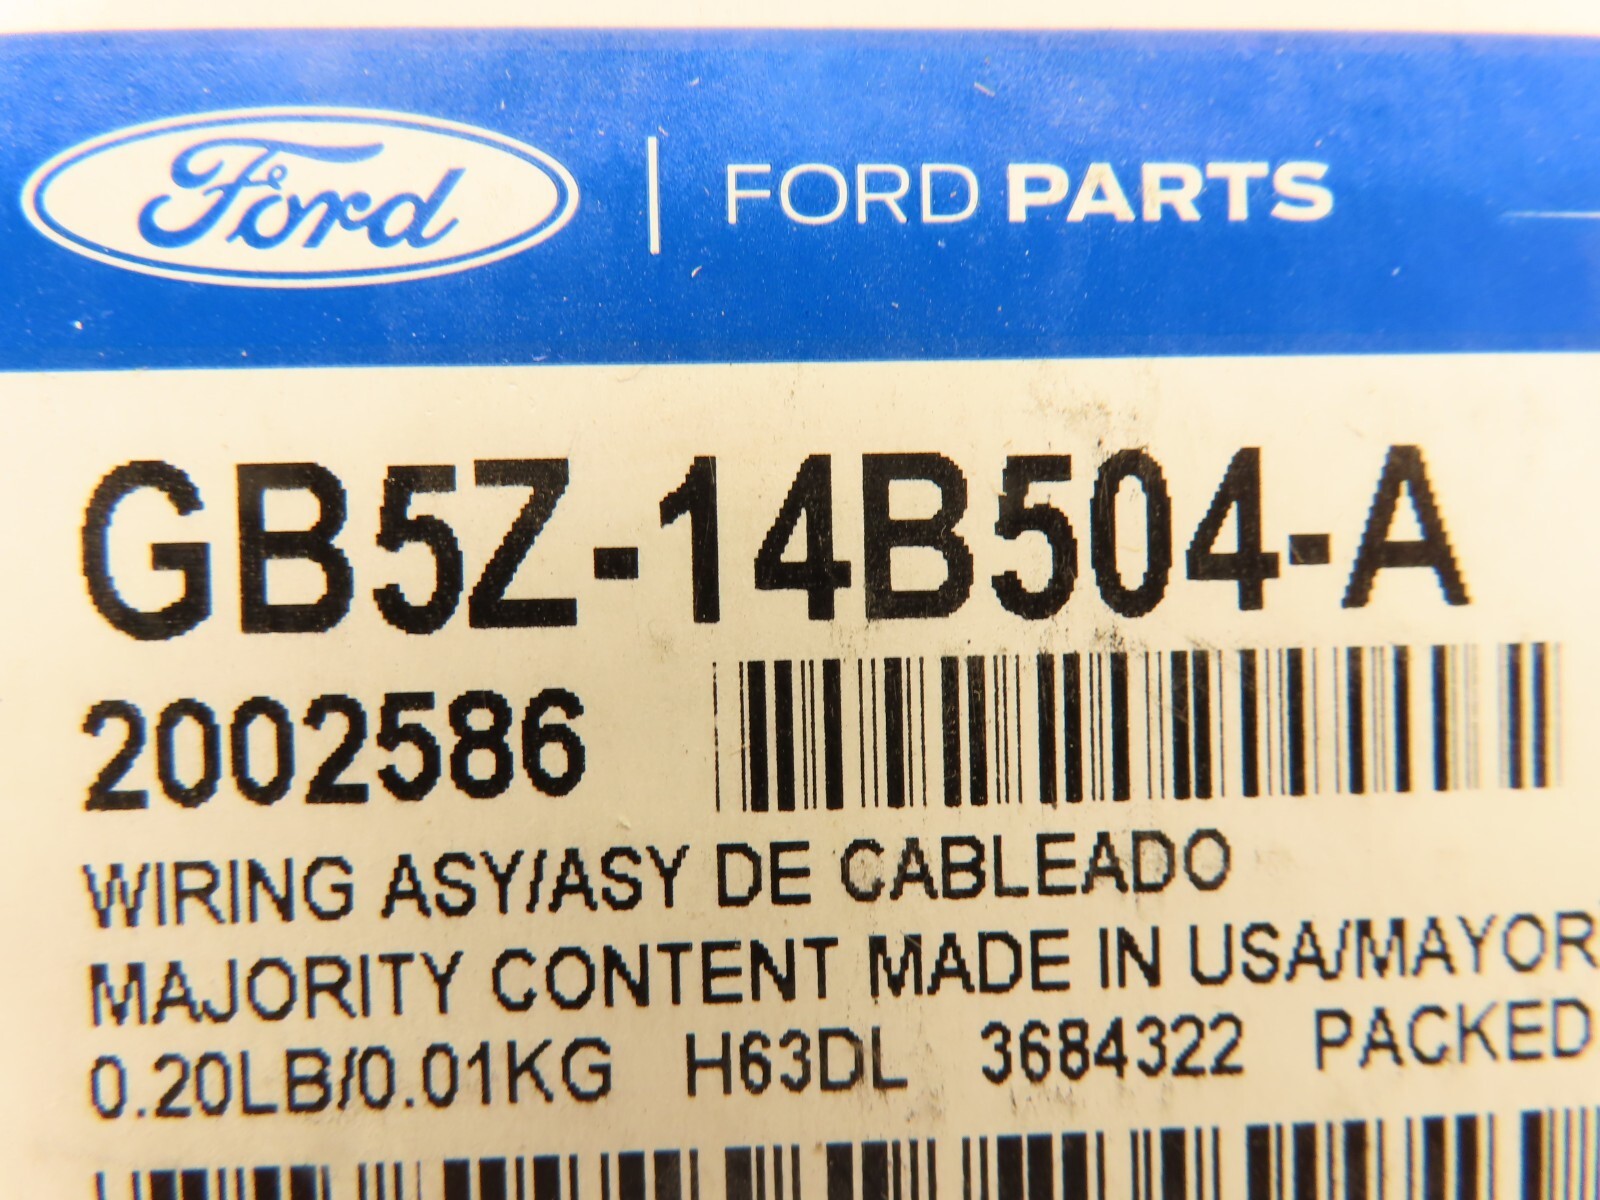 Ford | FORD PARTS
GB5Z-14B504-A
2002586
WIRING ASY/ASY DE CABLEADO
MAJORITY CONTENT MADE IN USA/MAYOR
0.20LB/0.01KG H63DL 3684322 PACKED